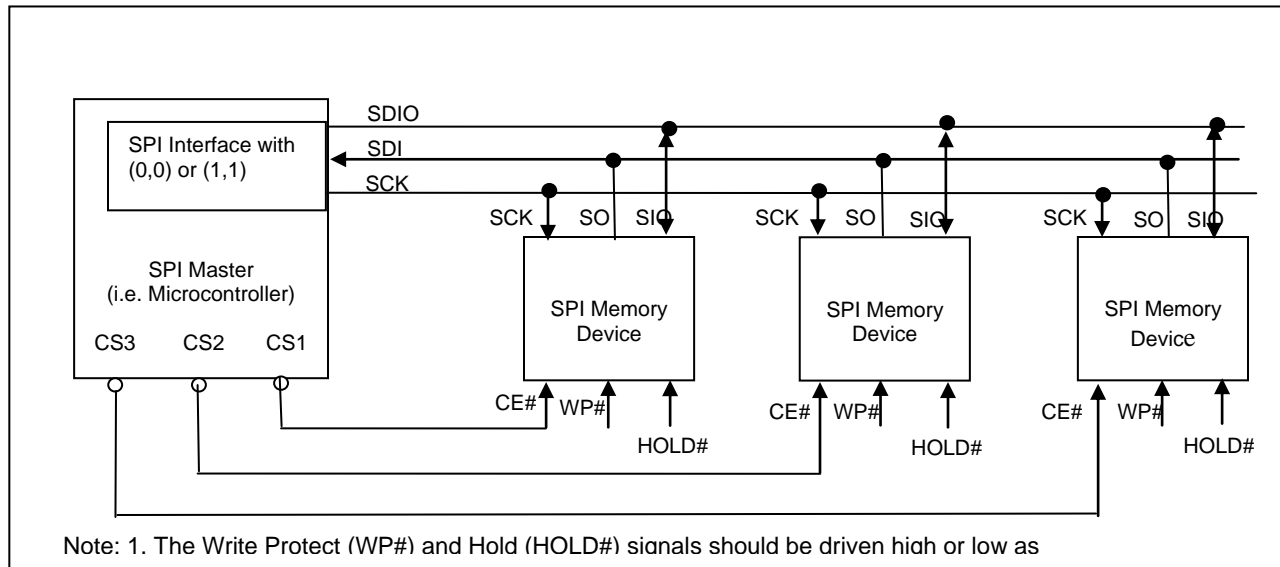 SDIO
SPI Interface with
(0,0) or (1,1)
SDI
SCK
SCK SO SIO
SCK SO SIO
SCK SO SIO
SPI Master
(i.e. Microcontroller)
SPI Memory
Device
SPI Memory
Device
SPI Memory
Device
CS3 CS2 CS1
CE# WP#
HOLD#
CE# WP#
HOLD#
CE# WP#
HOLD#
Note: 1. The Write Protect (WP#) and Hold (HOLD#) signals should be driven high or low as